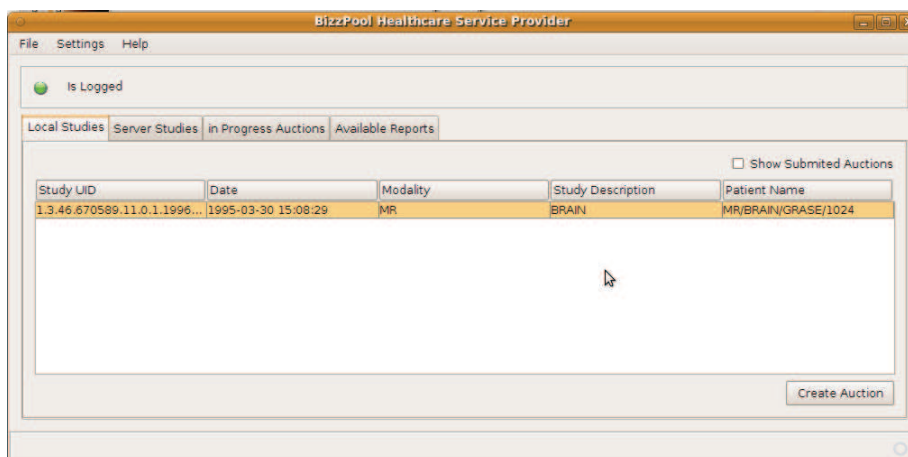 BizzPool Healthcare Service Provider
File Settings Help
Is Logged
Local Studies Server Studies in Progress Auctions Available Reports
Show Submited Auctions
Study UID Date Modality Study Description Patient Name
1.3.46.670589.11.0.1.1996... 1995-03-30 15:08:29 MR BRAIN MR/BRAIN/GRASE/1024
Create Auction